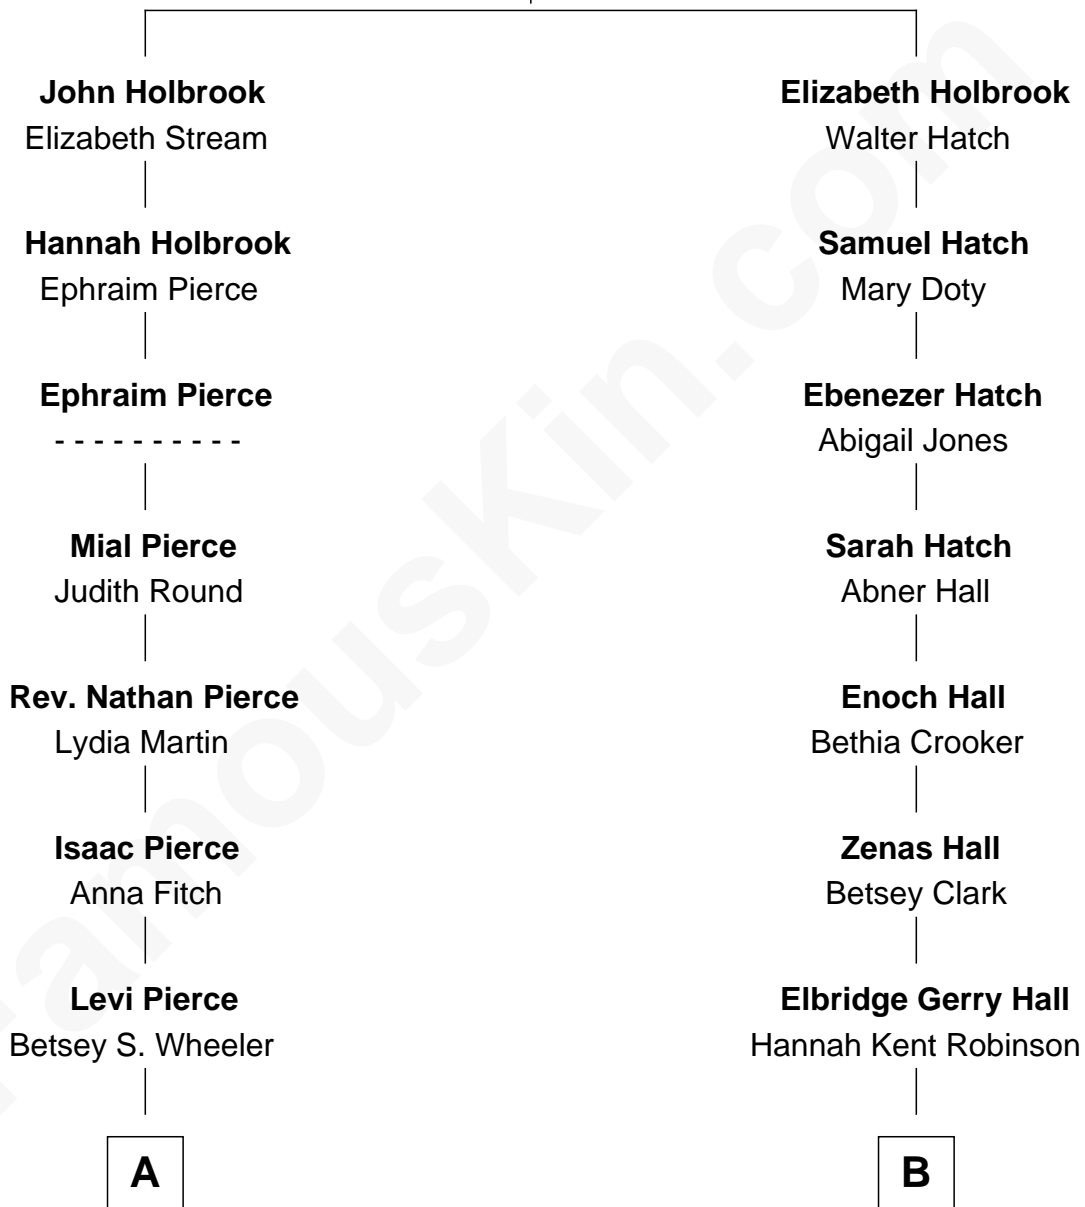 John Holbrook
Elizabeth Stream
Hannah Holbrook
Ephraim Pierce
Ephraim Pierce
- - - - - - - - - -
Mial Pierce
Judith Round
Rev. Nathan Pierce
Lydia Martin
Isaac Pierce
Anna Fitch
Levi Pierce
Betsey S. Wheeler
A
Elizabeth Holbrook
Walter Hatch
Samuel Hatch
Mary Doty
Ebenezer Hatch
Abigail Jones
Sarah Hatch
Abner Hall
Enoch Hall
Bethia Crooker
Zenas Hall
Betsey Clark
Elbridge Gerry Hall
Hannah Kent Robinson
B
FamousKin.com